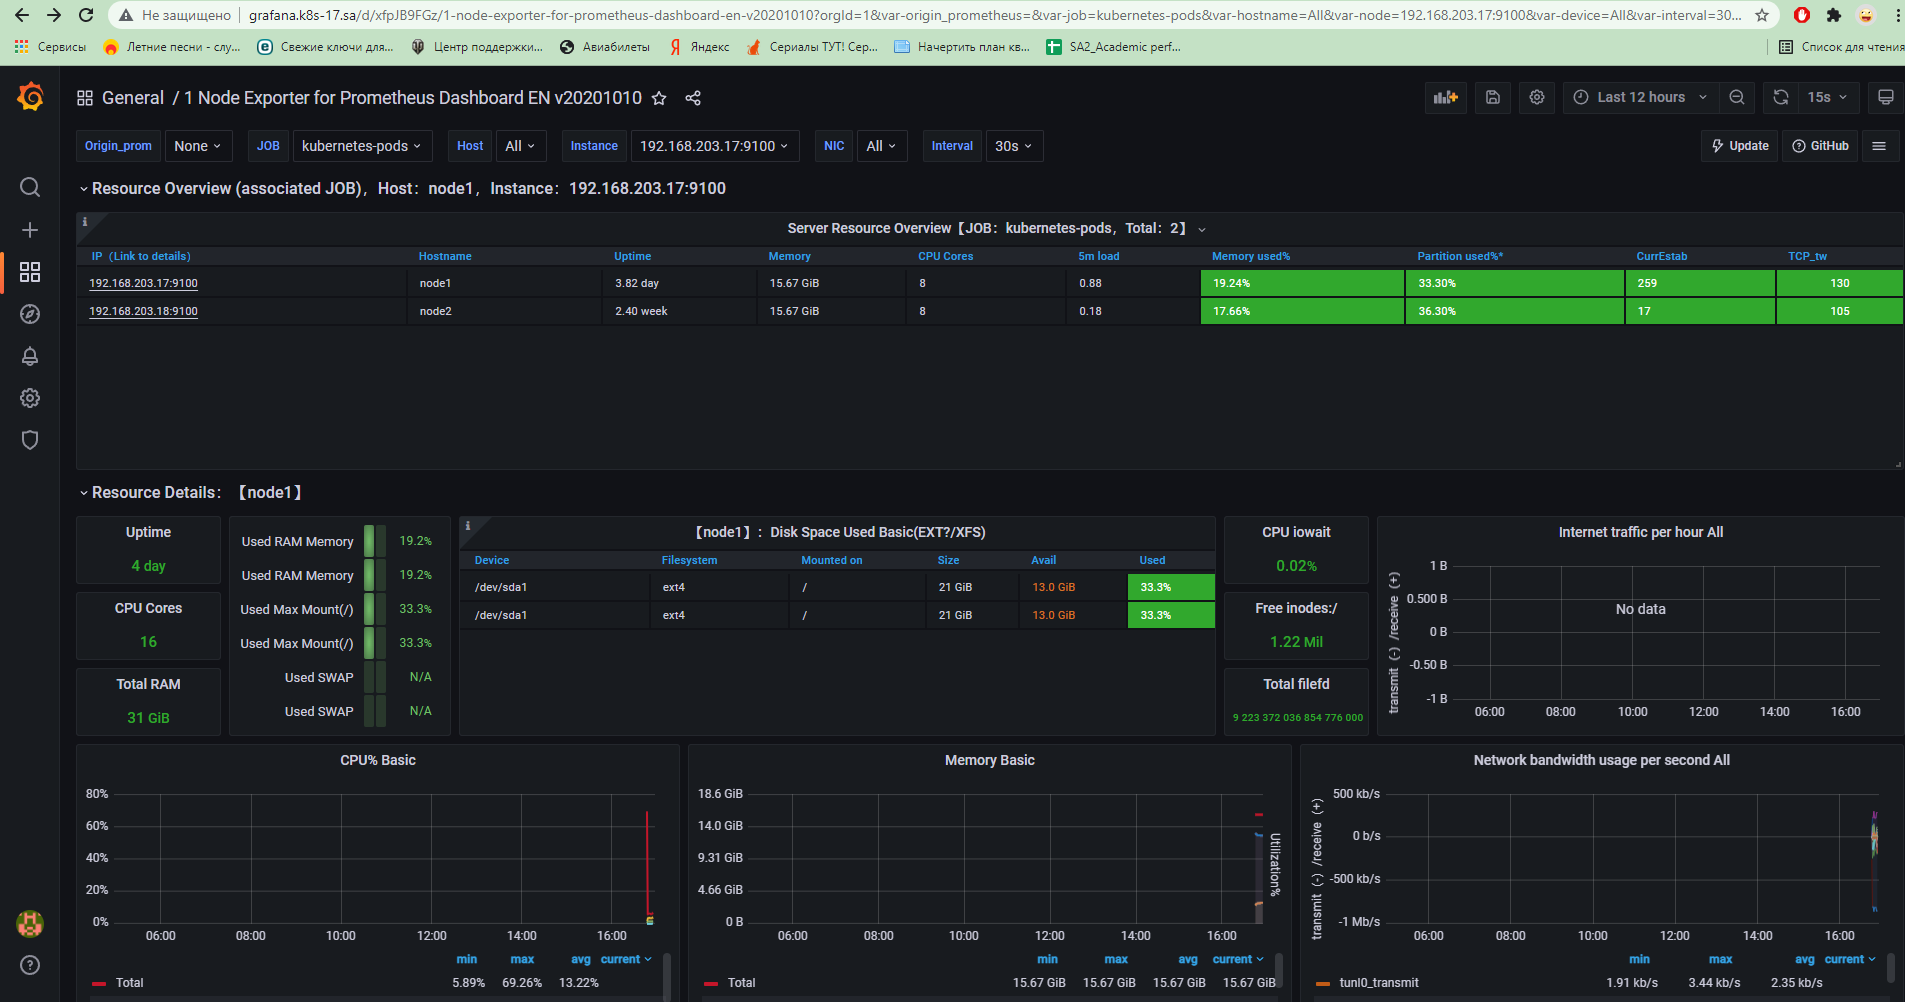 Не защищено grafana.k8s-17.sa/d/xfpJB9FGz/1-node-exporter-for-prometheus-dashboard-en-v20201010?orgId=1&var-origin_prometheus=&var-job=kubernetes-pods&var-hostname=All&var-node=192.168.203.17:9100&var-device=All&var-interval=30...
Сервисы Летние песни - слу... Свежие ключи для... Центр поддержки... Авиабилеты Яндекс Сериалы ТУТ! Сер... Начертить план кв... SA2_Academic perf... Список для чтения
General / 1 Node Exporter for Prometheus Dashboard EN v20201010 Last 12 hours 15s
Origin_prom None JOB kubernetes-pods Host All Instance 192.168.203.17:9100 NIC All Interval 30s Update GitHub
Resource Overview (associated JOB)，Host：node1，Instance：192.168.203.17:9100
Server Resource Overview【JOB：kubernetes-pods，Total：2】
IP（Link to details） Hostname Uptime Memory CPU Cores 5m load Memory used% Partition used%* CurrEstab TCP_tw
192.168.203.17:9100 node1 3.82 day 15.67 GiB 8 0.88 19.24% 33.30% 259 130
192.168.203.18:9100 node2 2.40 week 15.67 GiB 8 0.18 17.66% 36.30% 17 105
Resource Details：【node1】
Uptime
4 day
CPU Cores
16
Total RAM
31 GiB
Used RAM Memory 19.2%
Used RAM Memory 19.2%
Used Max Mount(/) 33.3%
Used Max Mount(/) 33.3%
Used SWAP N/A
Used SWAP N/A
【node1】：Disk Space Used Basic(EXT?/XFS)
Device Filesystem Mounted on Size Avail Used
/dev/sda1 ext4 / 21 GiB 13.0 GiB 33.3%
/dev/sda1 ext4 / 21 GiB 13.0 GiB 33.3%
CPU iowait
0.02%
Free inodes:/
1.22 Mil
Total filefd
9 223 372 036 854 776 000
Internet traffic per hour All
transmit（-）/receive（+）
1 B
0.500 B
0 B
-0.50 B
-1 B
No data
06:00 08:00 10:00 12:00 14:00 16:00
CPU% Basic
80%
60%
40%
20%
0%
06:00 08:00 10:00 12:00 14:00 16:00
min max avg current
Total 5.89% 69.26% 13.22%
Memory Basic
18.6 GiB
14.0 GiB
9.31 GiB
4.66 GiB
0 B
Utilization%
06:00 08:00 10:00 12:00 14:00 16:00
min max avg current
Total 15.67 GiB 15.67 GiB 15.67 GiB 15.67 GiB
Network bandwidth usage per second All
transmit（-）/receive（+）
500 kb/s
0 b/s
-500 kb/s
-1 Mb/s
06:00 08:00 10:00 12:00 14:00 16:00
min max avg current
tunl0_transmit 1.91 kb/s 3.44 kb/s 2.35 kb/s